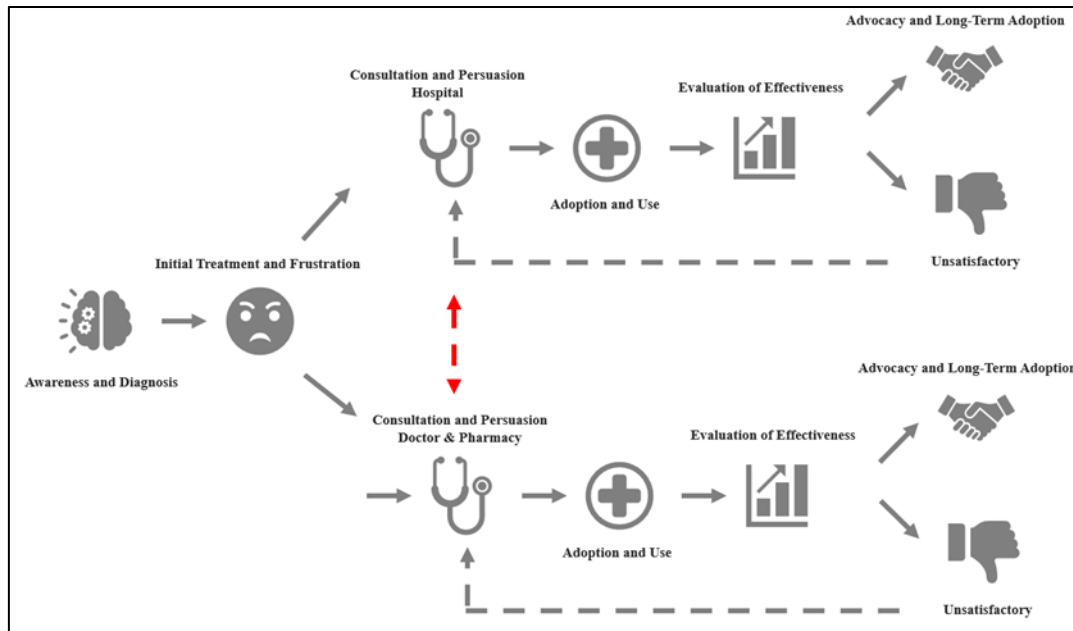 Advocacy and Long-Term Adoption
Consultation and Persuasion
Hospital
Evaluation of Effectiveness
Adoption and Use
Unsatisfactory
Initial Treatment and Frustration
Awareness and Diagnosis
Advocacy and Long-Term Adoption
Consultation and Persuasion
Doctor & Pharmacy
Evaluation of Effectiveness
Adoption and Use
Unsatisfactory